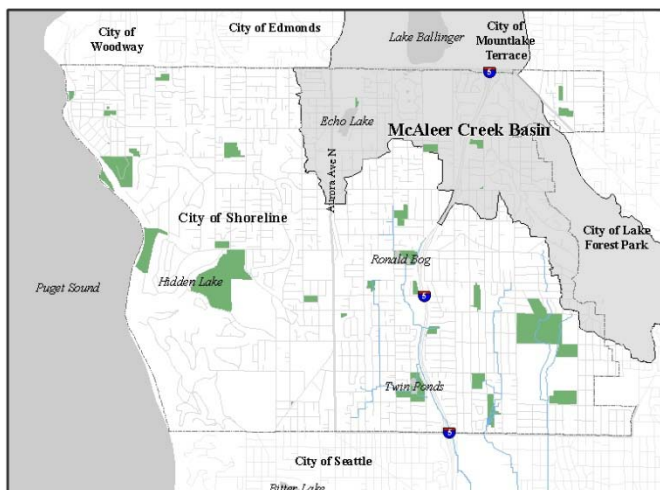 City of Edmonds
City of
Woodway
Lake Ballinger
City of
Mountlake
Terrace
5
Echo Lake
McAleer Creek Basin
Aurora Ave N
City of Shoreline
City of Lake
Forest Park
Ronald Bog
Hidden Lake
Puget Sound
5
Twin Ponds
5
City of Seattle
Bitter Lake